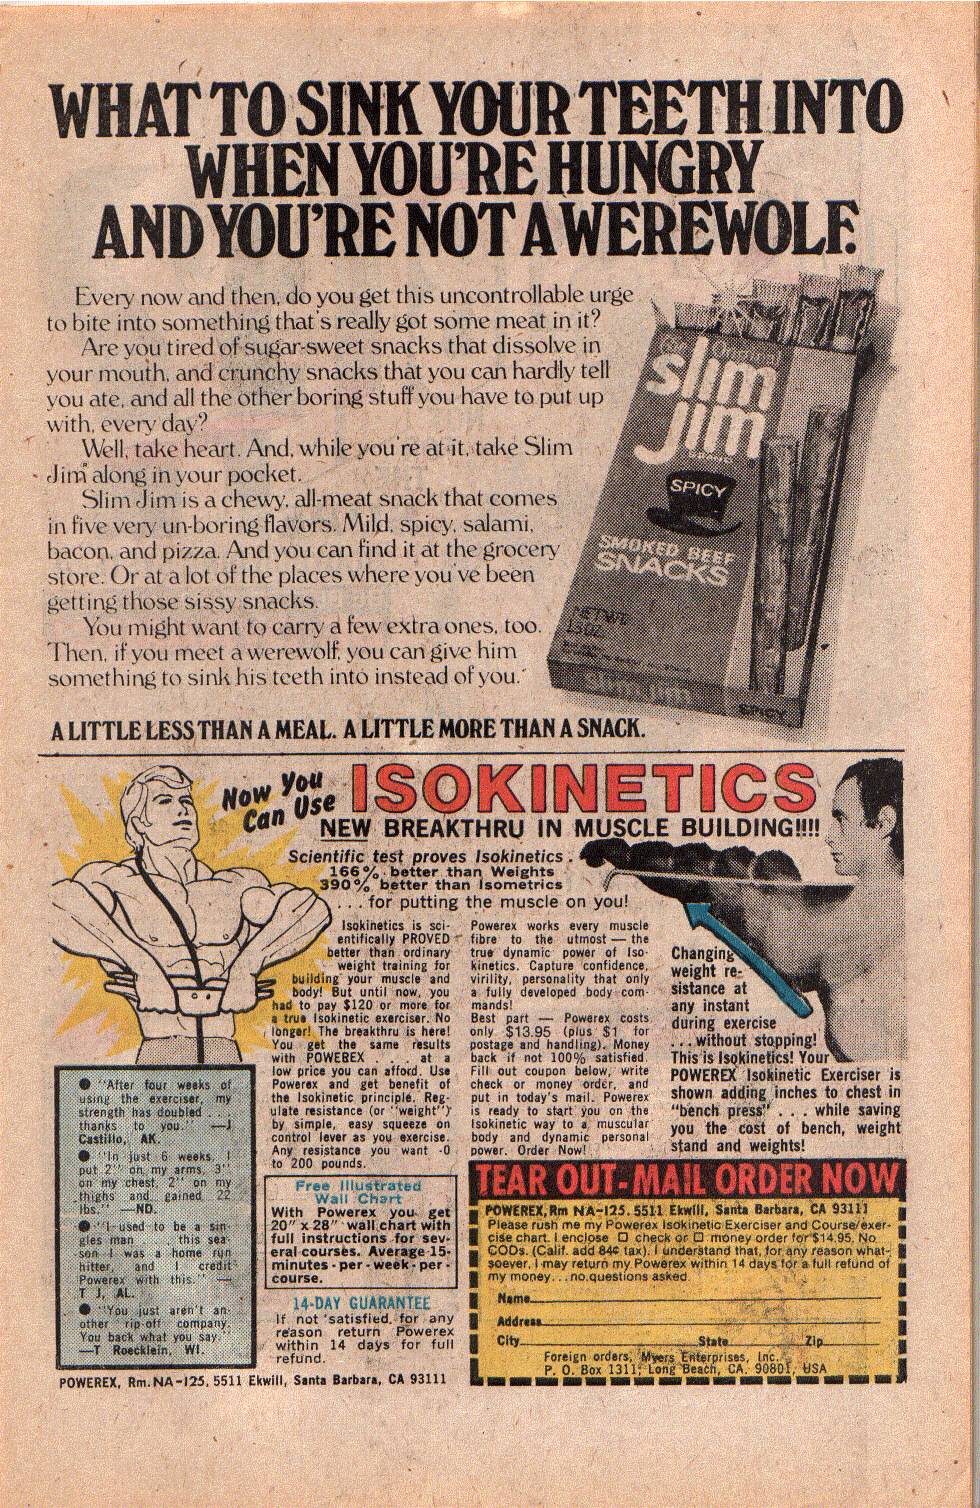 WHAT TO SINK YOUR TEETH INTO
WHEN YOU'RE HUNGRY
AND YOU'RE NOT A WEREWOLF.
Every now and then, do you get this uncontrollable urge
to bite into something that's really got some meat in it?
Are you tired of sugar-sweet snacks that dissolve in
your mouth, and crunchy snacks that you can hardly tell
you ate, and all the other boring stuff you have to put up
with, every day?
Well, take heart. And, while you're at it, take Slim
Jim® along in your pocket.
Slim Jim is a chewy, all-meat snack that comes
in five very un-boring flavors. Mild, spicy, salami,
bacon, and pizza. And you can find it at the grocery
store. Or at a lot of the places where you've been
getting those sissy snacks.
You might want to carry a few extra ones, too.
Then, if you meet a werewolf, you can give him
something to sink his teeth into instead of you.
slim
Jim
SPICY
SMOKED BEEF
SNACKS
NET WT.
SPICY
A LITTLE LESS THAN A MEAL. A LITTLE MORE THAN A SNACK.
Now You
Can Use
ISOKINETICS
NEW BREAKTHRU IN MUSCLE BUILDING!!!!
Scientific test proves Isokinetics.
166% better than Weights
390% better than Isometrics
...for putting the muscle on you!
Isokinetics is sci-
entifically PROVED
better than ordinary
weight training for
building your muscle and
body! But until now, you
had to pay $120 or more for
a true Isokinetic exerciser. No
longer! The breakthru is here!
You get the same results
with POWEREX . . . at a
low price you can afford. Use
Powerex and get benefit of
the Isokinetic principle. Reg-
ulate resistance (or "weight")
by simple, easy squeeze on
control lever as you exercise.
Any resistance you want -0
to 200 pounds.
Powerex works every muscle
fibre to the utmost — the
true dynamic power of Iso-
kinetics. Capture confidence,
virility, personality that only
a fully developed body com-
mands!
Best part — Powerex costs
only $13.95 (plus $1 for
postage and handling). Money
back if not 100% satisfied.
Fill out coupon below, write
check or money order, and
put in today's mail. Powerex
is ready to start you on the
Isokinetic way to a muscular
body and dynamic personal
power. Order Now!
Changing
weight re-
sistance at
any instant
during exercise
...without stopping!
This is Isokinetics! Your
POWEREX Isokinetic Exerciser is
shown adding inches to chest in
"bench press" . . . while saving
you the cost of bench, weight
stand and weights!
● "After four weeks of
using the exerciser, my
strength has doubled . . .
thanks to you." —J
Castillo, AK.
● "In just 6 weeks, I
put 2" on my arms, 3"
on my chest, 2" on my
thighs and gained 22
lbs." —ND.
● "I used to be a sin-
gles man . . . this sea-
son I was a home run
hitter, and I credit
Powerex with this." —
T J, AL.
● "You just aren't an-
other rip-off company.
You back what you say."
—T Roecklein, WI.
Free Illustrated
Wall Chart
With Powerex you get
20" x 28" wall chart with
full instructions for sev-
eral courses. Average 15-
minutes-per-week-per-
course.
14-DAY GUARANTEE
If not satisfied, for any
reason return Powerex
within 14 days for full
refund.
POWEREX, Rm. NA-125, 5511 Ekwill, Santa Barbara, CA 93111
TEAR OUT-MAIL ORDER NOW
POWEREX, Rm NA-125, 5511 Ekwill, Santa Barbara, CA 93111
Please rush me my Powerex Isokinetic Exerciser and Course/exer-
cise chart. I enclose □ check or □ money order for $14.95. No
CODs. (Calif. add 84¢ tax). I understand that, for any reason what-
soever, I may return my Powerex within 14 days for a full refund of
my money...no questions asked.
Name
Address
City State Zip
Foreign orders, Myers Enterprises, Inc.
P. O. Box 1311, Long Beach, CA. 90801, USA